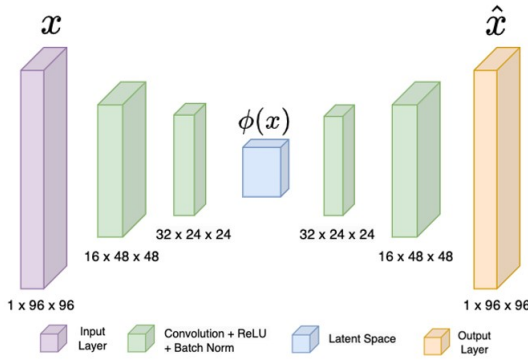 x
x̂
ϕ(x)
32 x 24 x 24
32 x 24 x 24
16 x 48 x 48
16 x 48 x 48
1 x 96 x 96
1 x 96 x 96
Input
Layer
Convolution + ReLU
+ Batch Norm
Latent Space
Output
Layer